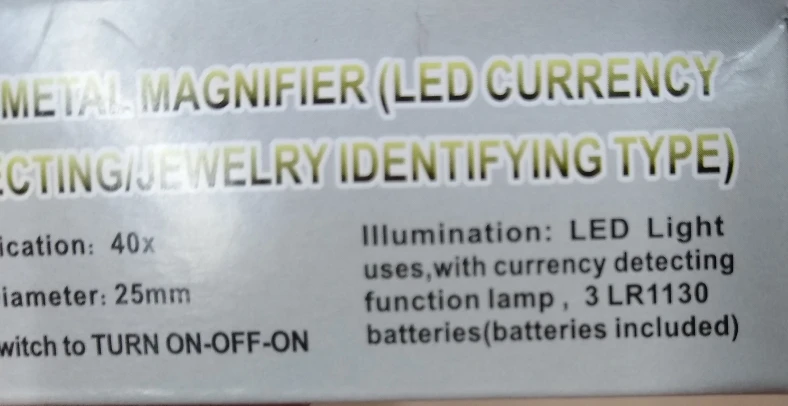 METAL MAGNIFIER (LED CURRENCY
ECTING/JEWELRY IDENTIFYING TYPE)
ication: 40x
iameter: 25mm
witch to TURN ON-OFF-ON
Illumination: LED Light
uses,with currency detecting
function lamp, 3 LR1130
batteries(batteries included)